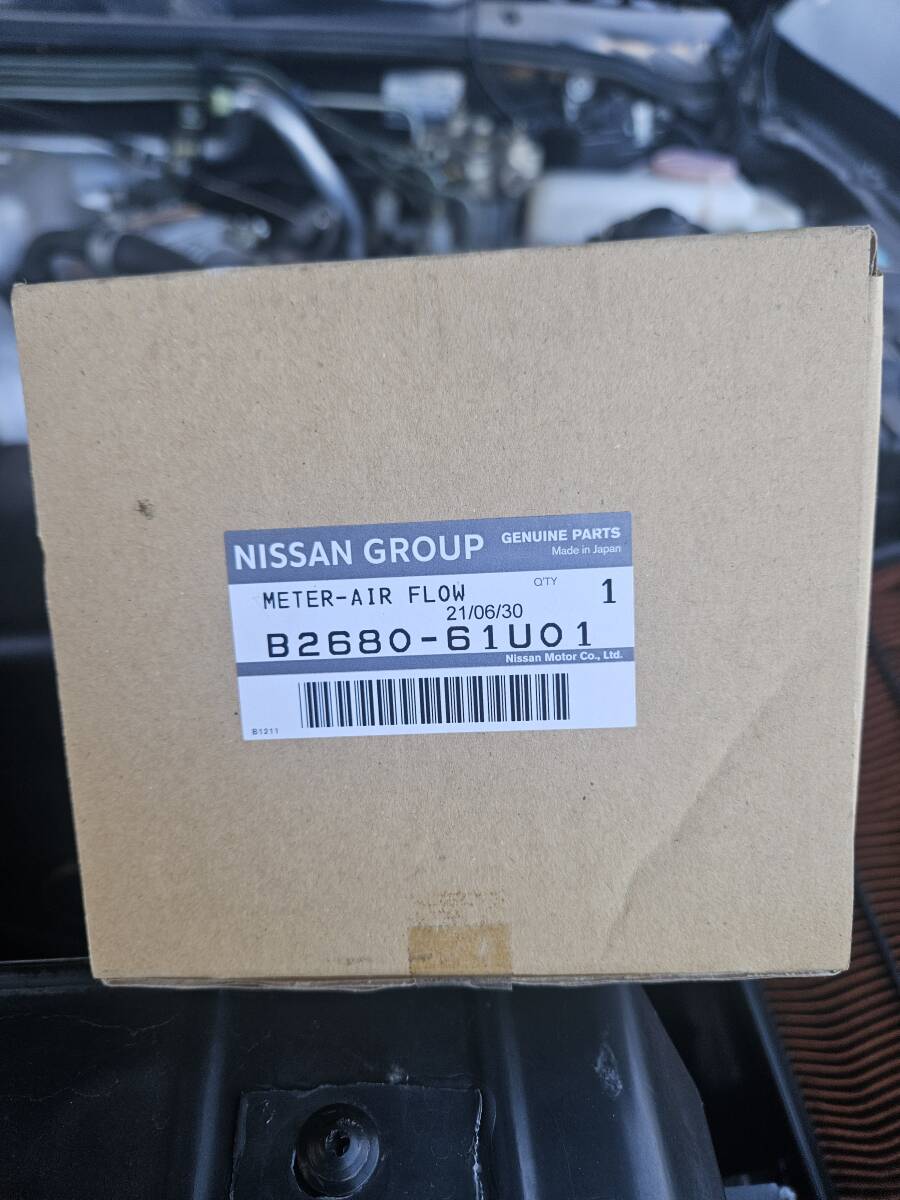 NISSAN GROUP
GENUINE PARTS
Made in Japan
METER-AIR FLOW
Q'TY
1
21/06/30
B2680-61U01
Nissan Motor Co., Ltd.
B1211